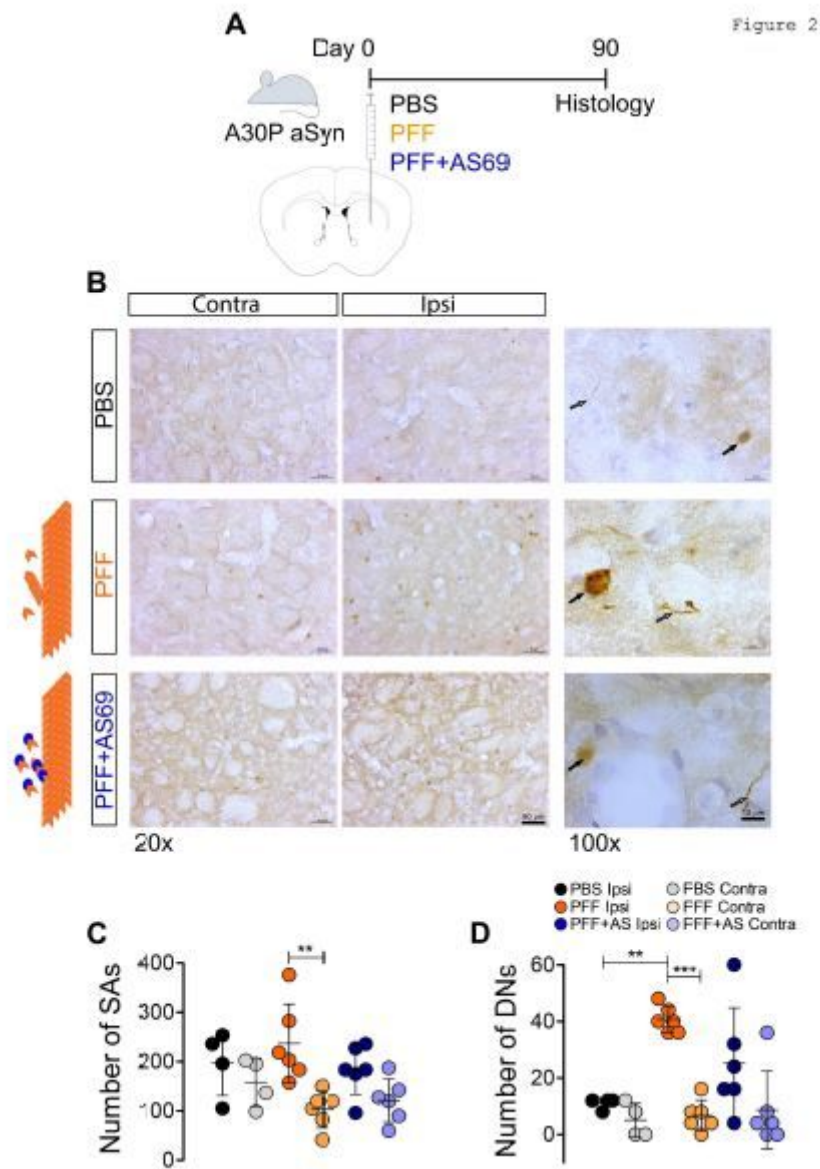 Figure 2
A
Day 0
90
PBS
Histology
PFF
PFF+AS69
A30P aSyn
B
Contra
Ipsi
PBS
PFF
PFF+AS69
20x
100x
PBS Ipsi
FBS Contra
PFF Ipsi
FFF Contra
PFF+AS Ipsi
FFF+AS Contra
C
D
Number of SAs
400
300
200
100
0
**
Number of DNs
60
40
20
0
**
***